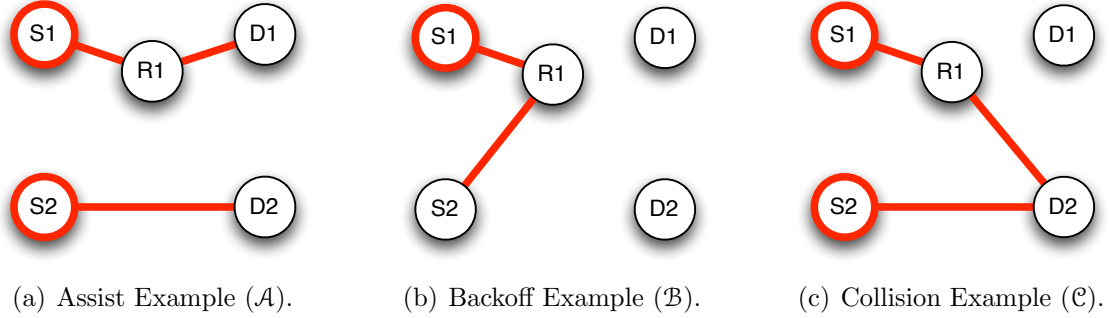 S1
R1
D1
S2
D2
(a) Assist Example (𝒜).
S1
R1
D1
S2
D2
(b) Backoff Example (ℬ).
S1
R1
D1
S2
D2
(c) Collision Example (𝒞).